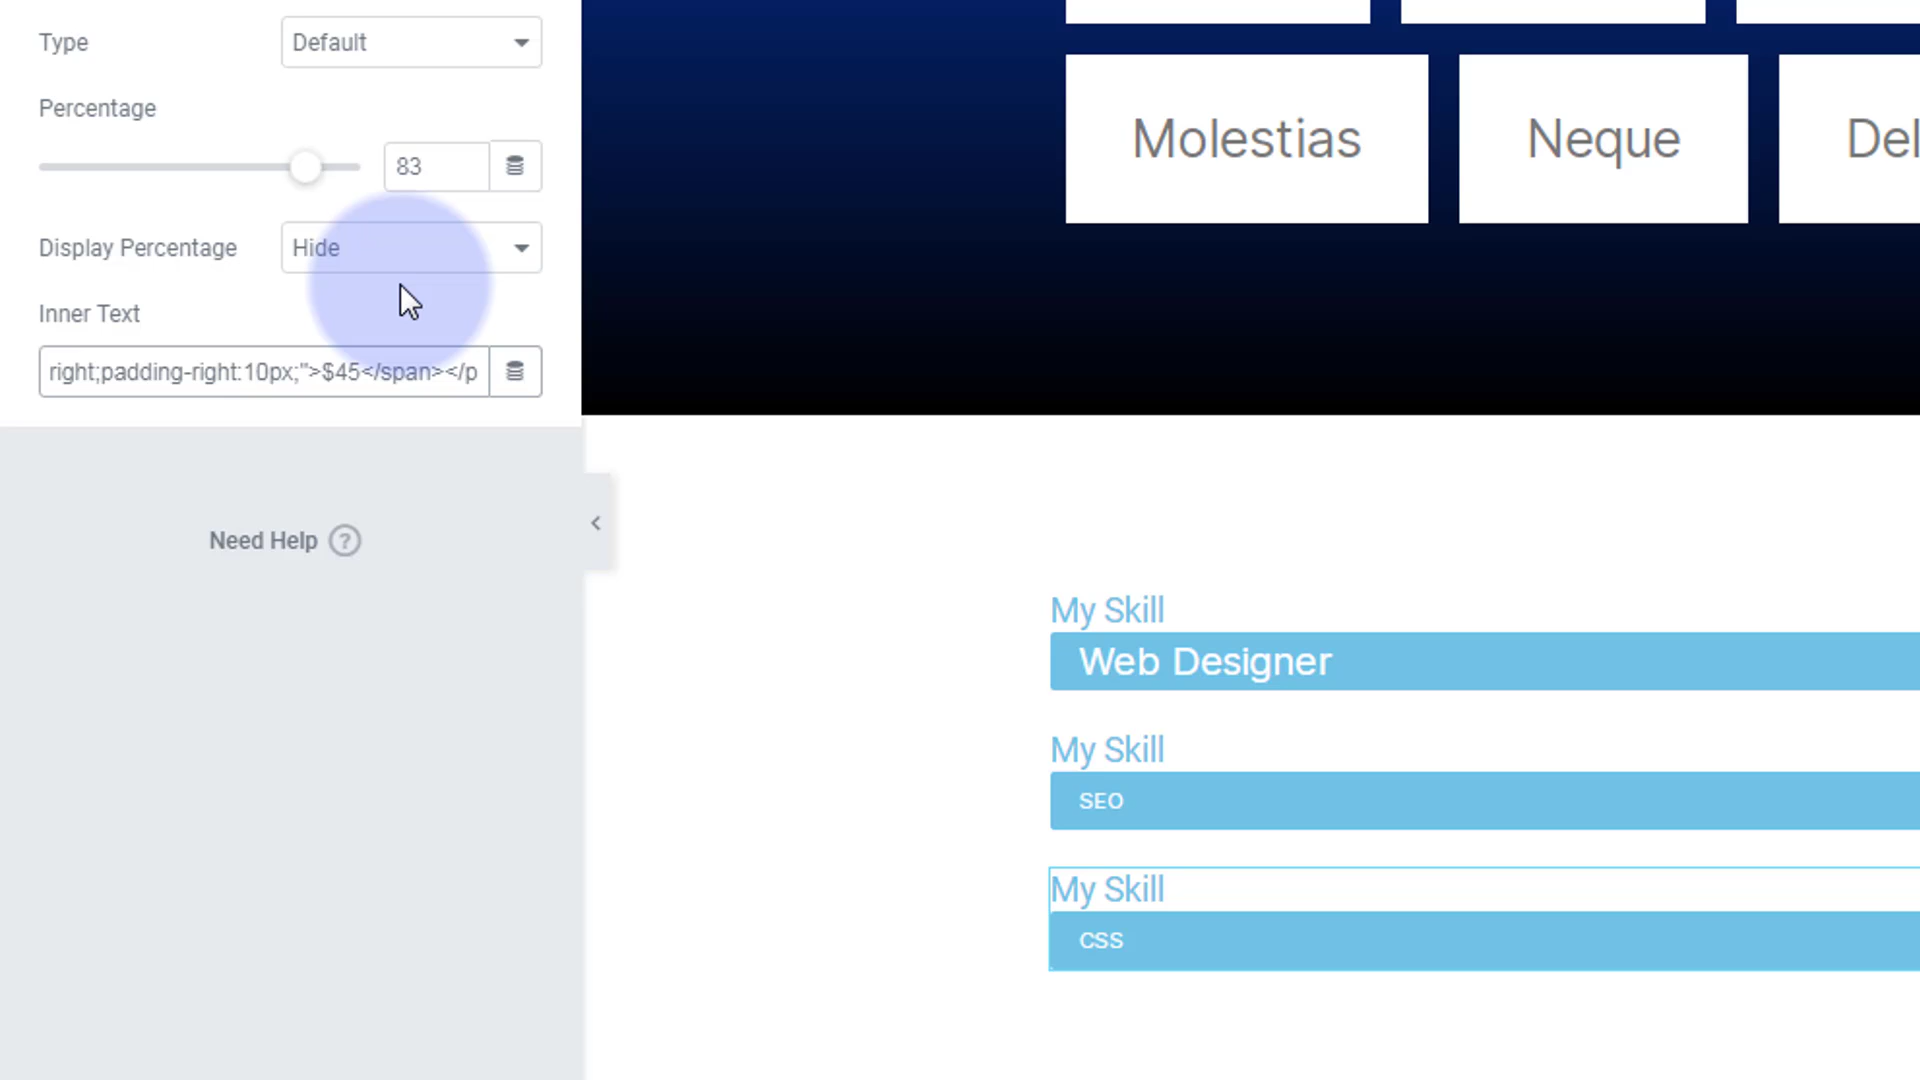 Type
Default
Percentage
83
Display Percentage
Hide
Inner Text
right;padding-right:10px;">$45</span></p
Need Help ?
Molestias
Neque
Del
My Skill
Web Designer
My Skill
SEO
My Skill
CSS